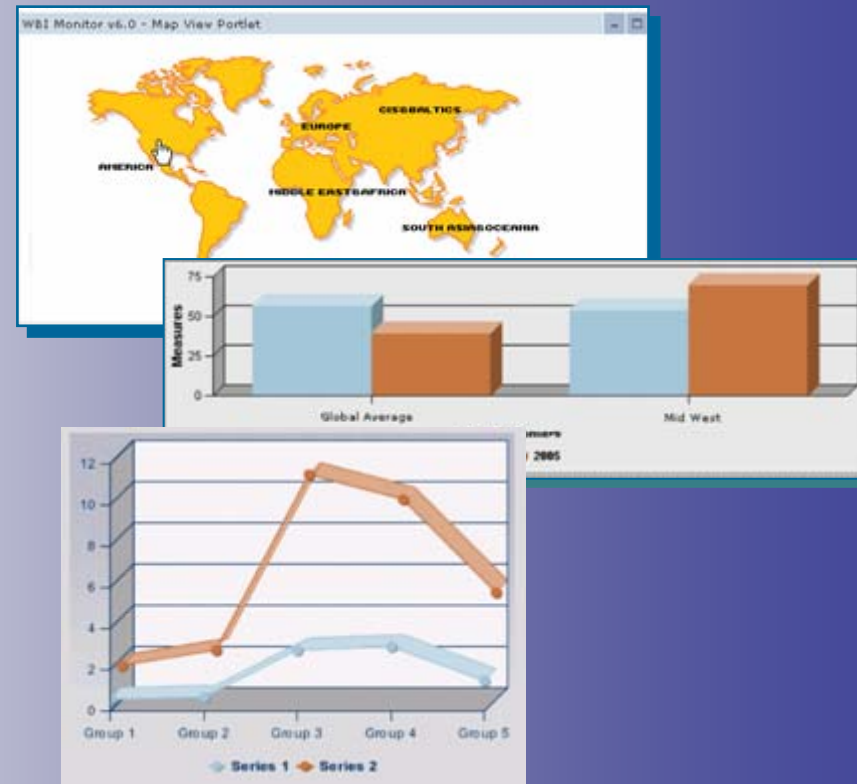 WBI Monitor v6.0 - Map View Portlet
CIS&BALTICS
EUROPE
AMERICA
MIDDLE EAST&AFRICA
SOUTH ASIA&OCEANIA
75
50
25
0
Measures
Global Average
Mid West
2005
12
10
8
6
4
2
0
Group 1
Group 2
Group 3
Group 4
Group 5
Series 1
Series 2